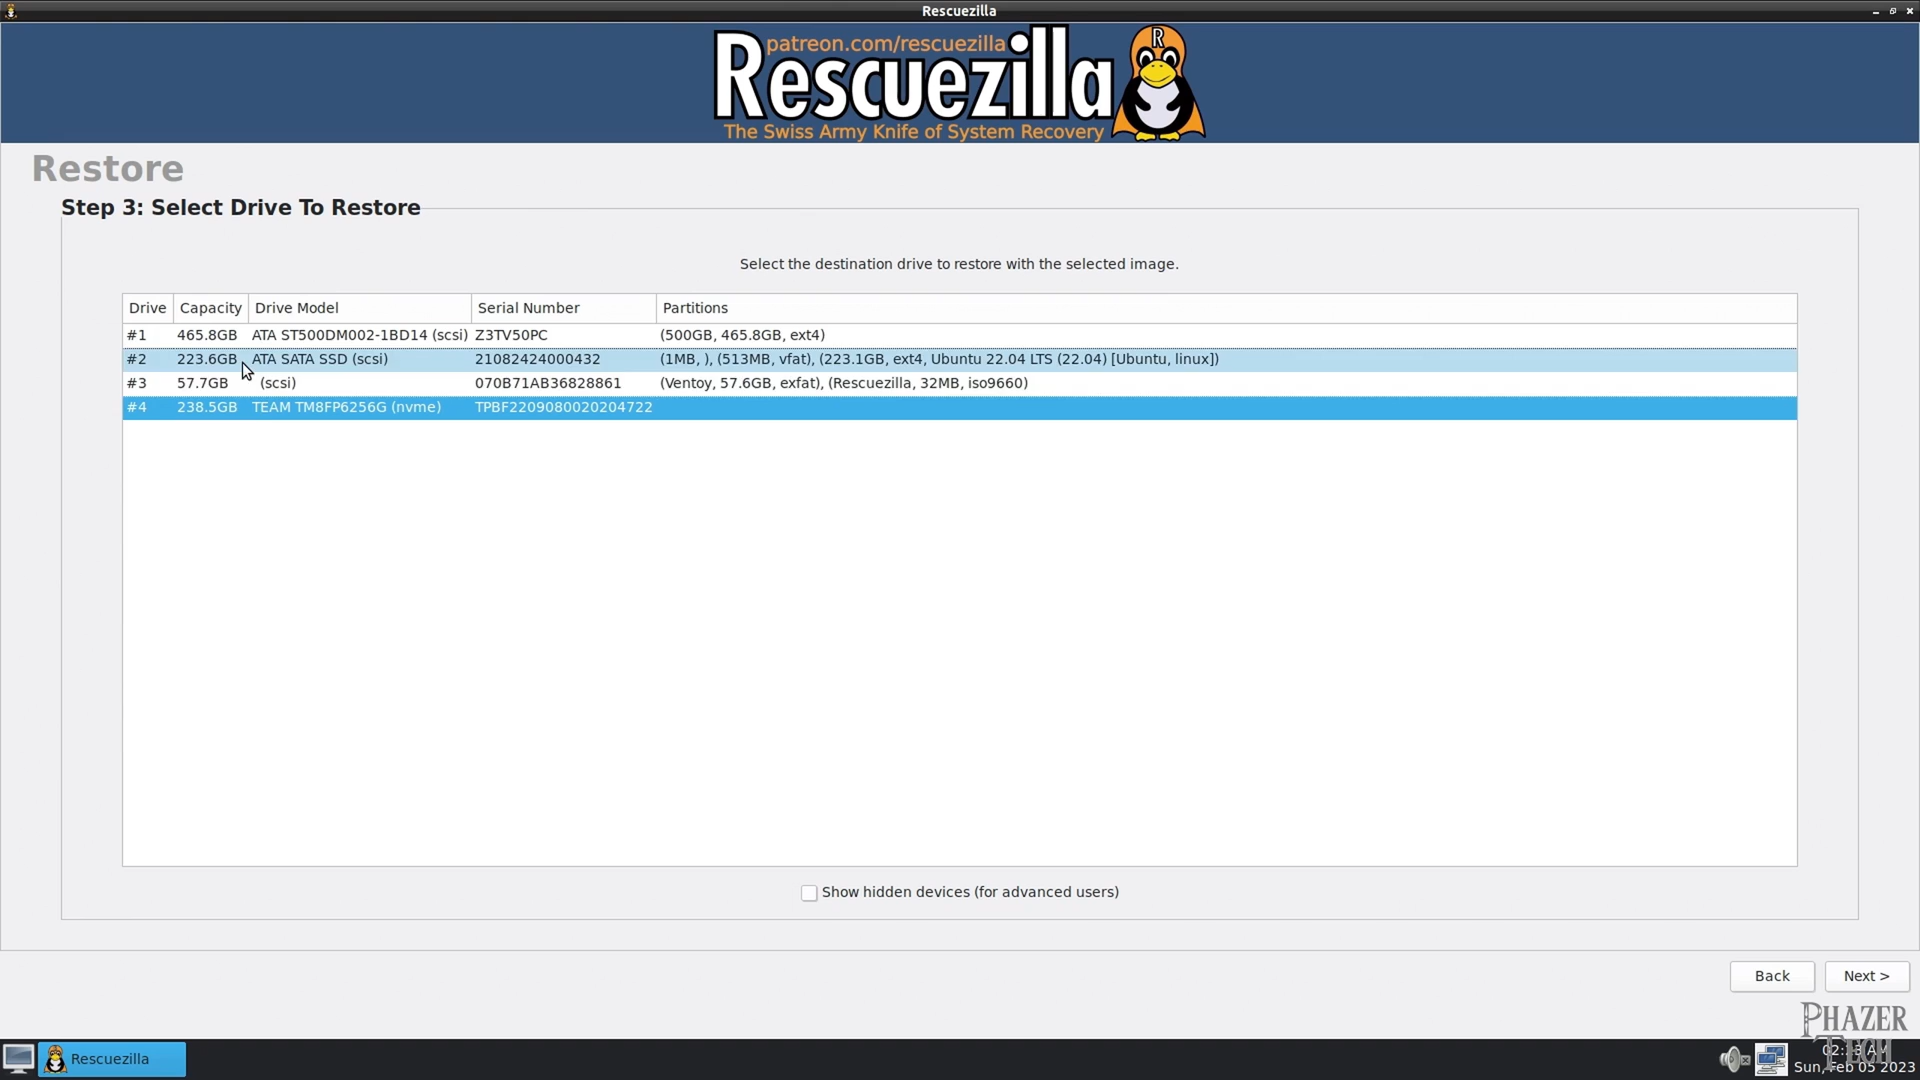 Rescuezilla
patreon.com/rescuezilla
Rescuezilla
R
The Swiss Army Knife of System Recovery
Restore
Step 3: Select Drive To Restore
Select the destination drive to restore with the selected image.
Drive Capacity Drive Model Serial Number Partitions
#1 465.8GB ATA ST500DM002-1BD14 (scsi) Z3TV50PC (500GB, 465.8GB, ext4)
#2 223.6GB ATA SATA SSD (scsi) 21082424000432 (1MB, ), (513MB, vfat), (223.1GB, ext4, Ubuntu 22.04 LTS (22.04) [Ubuntu, linux])
#3 57.7GB (scsi) 070B71AB36828861 (Ventoy, 57.6GB, exfat), (Rescuezilla, 32MB, iso9660)
#4 238.5GB TEAM TM8FP6256G (nvme) TPBF2209080020204722
Show hidden devices (for advanced users)
Back Next >
PHAZER
TECH
Rescuezilla
Sun, Feb 05 2023